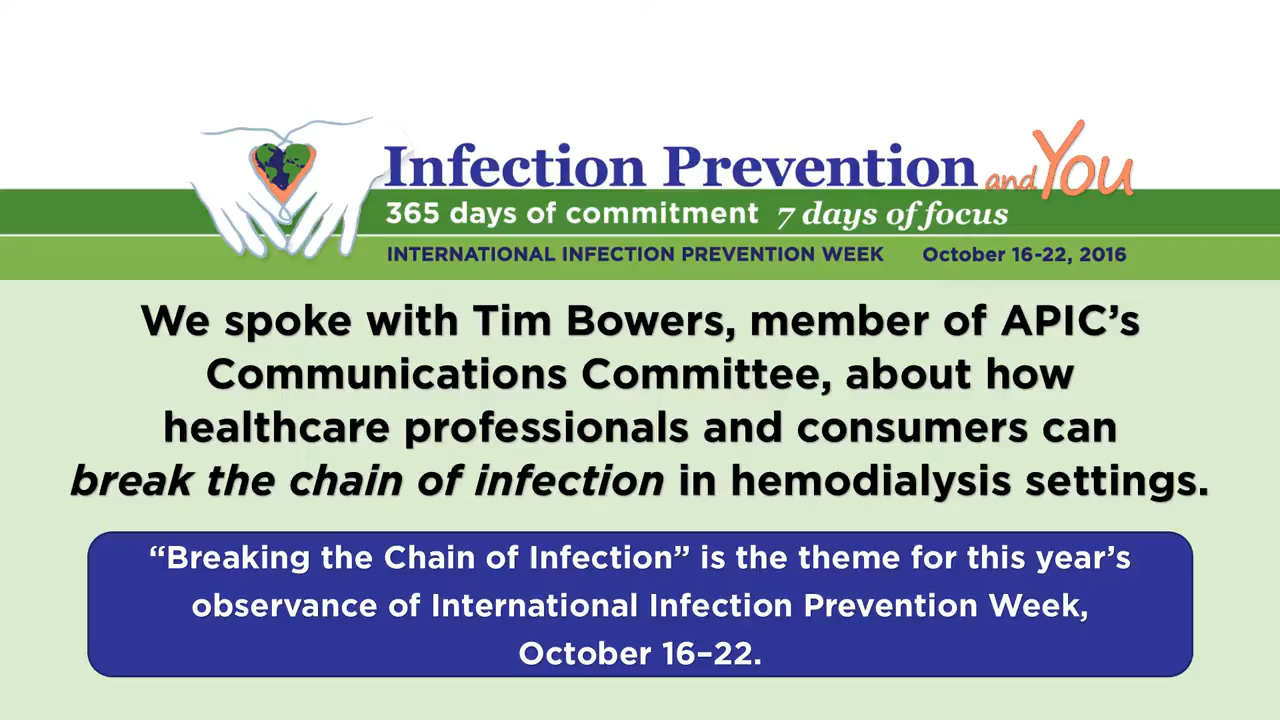 Infection Prevention and You
365 days of commitment 7 days of focus
INTERNATIONAL INFECTION PREVENTION WEEK October 16-22, 2016
We spoke with Tim Bowers, member of APIC’s
Communications Committee, about how
healthcare professionals and consumers can
break the chain of infection in hemodialysis settings.
“Breaking the Chain of Infection” is the theme for this year’s
observance of International Infection Prevention Week,
October 16–22.